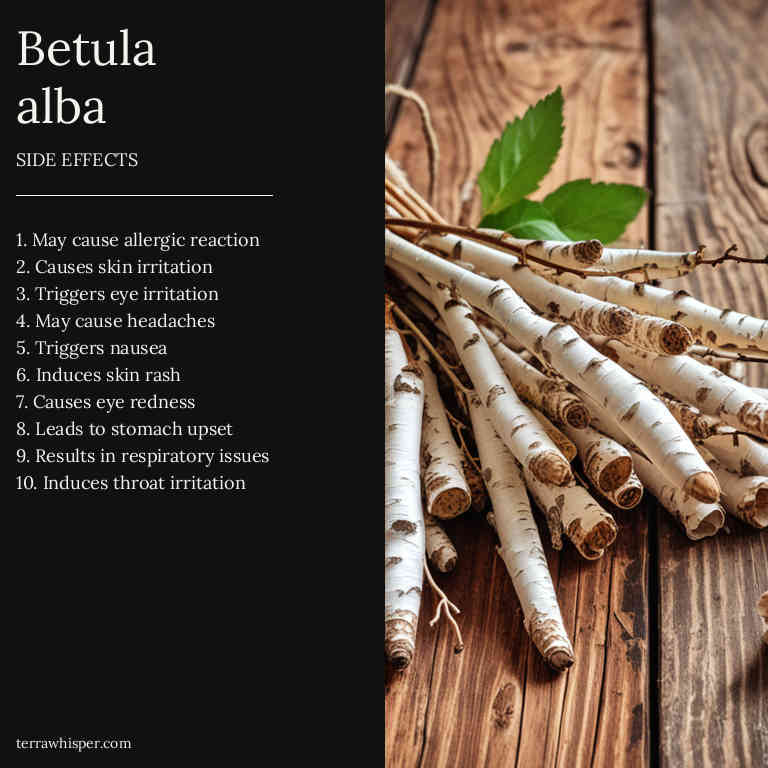 Betula
alba
SIDE EFFECTS
1. May cause allergic reaction
2. Causes skin irritation
3. Triggers eye irritation
4. May cause headaches
5. Triggers nausea
6. Induces skin rash
7. Causes eye redness
8. Leads to stomach upset
9. Results in respiratory issues
10. Induces throat irritation
terrawhisper.com